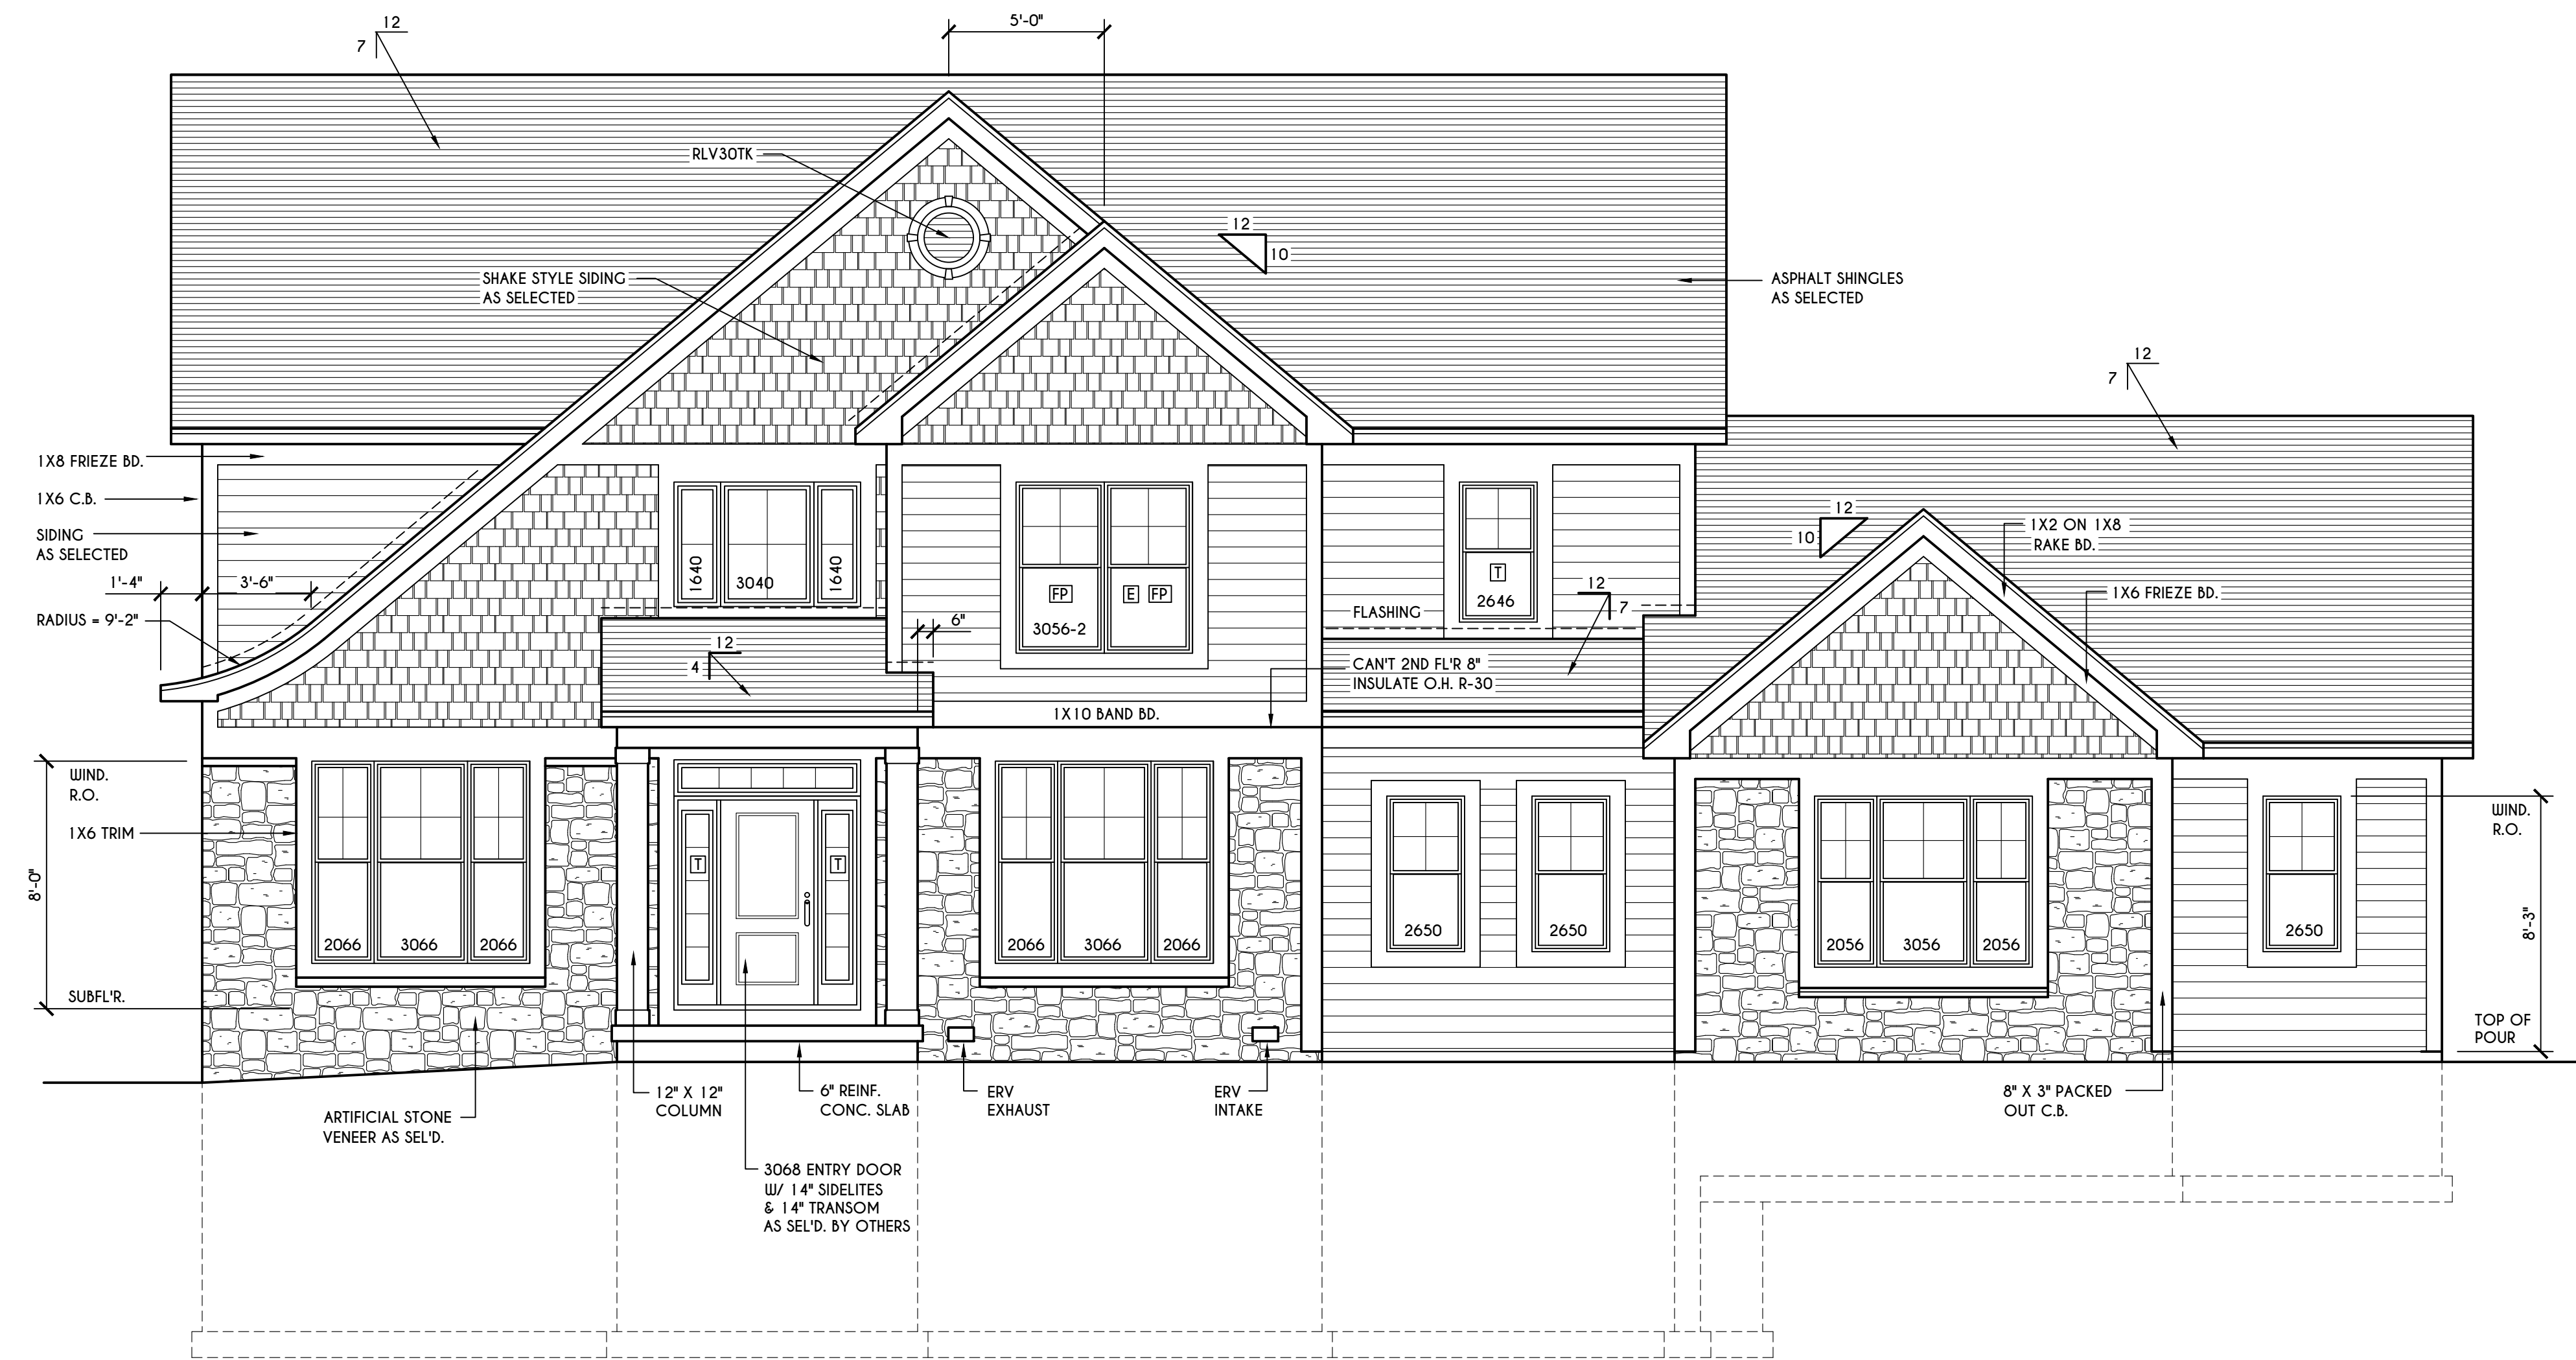 12
7
5'-0"
RLV30TK
12
10
SHAKE STYLE SIDING
AS SELECTED
ASPHALT SHINGLES
AS SELECTED
12
7
1X8 FRIEZE BD.
1X6 C.B.
SIDING
AS SELECTED
1'-4"
3'-6"
RADIUS = 9'-2"
1640
3040
1640
FP
E
FP
3056-2
T
2646
12
7
FLASHING
12
10
1X2 ON 1X8
RAKE BD.
1X6 FRIEZE BD.
6"
12
4
CAN'T 2ND FL'R 8"
INSULATE O.H. R-30
1X10 BAND BD.
WIND.
R.O.
1X6 TRIM
8'-0"
SUBFL'R.
2066
3066
2066
T
T
2066
3066
2066
2650
2650
2056
3056
2056
2650
WIND.
R.O.
8'-3"
TOP OF
POUR
ARTIFICIAL STONE
VENEER AS SEL'D.
12" X 12"
COLUMN
6" REINF.
CONC. SLAB
ERV
EXHAUST
ERV
INTAKE
8" X 3" PACKED
OUT C.B.
3068 ENTRY DOOR
W/ 14" SIDELITES
& 14" TRANSOM
AS SEL'D. BY OTHERS